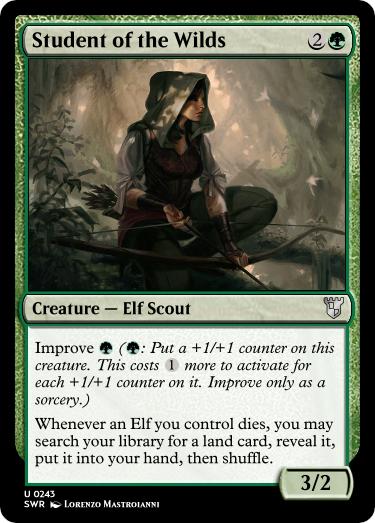 Student of the Wilds 2
Creature — Elf Scout
Improve (: Put a +1/+1 counter on this
creature. This costs 1 more to activate for
each +1/+1 counter on it. Improve only as a
sorcery.)
Whenever an Elf you control dies, you may
search your library for a land card, reveal it,
put it into your hand, then shuffle.
3/2
U 0243
SWR Lorenzo Mastroianni